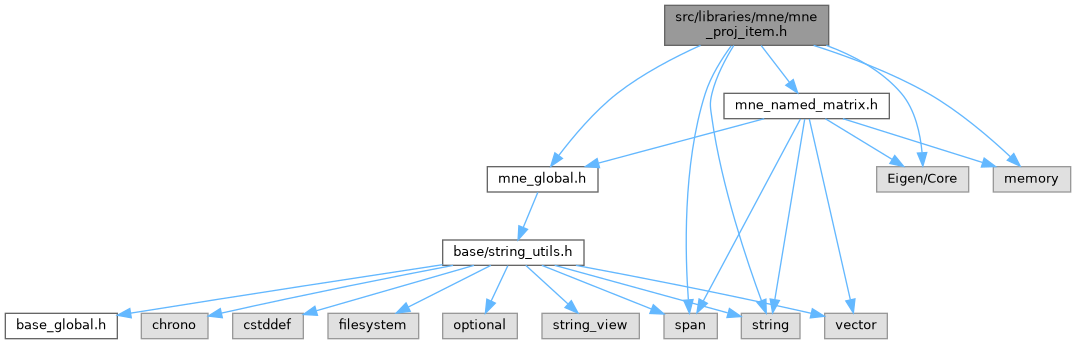 src/libraries/mne/mne
_proj_item.h
mne_named_matrix.h
mne_global.h
Eigen/Core
memory
base/string_utils.h
base_global.h
chrono
cstddef
filesystem
optional
string_view
span
string
vector